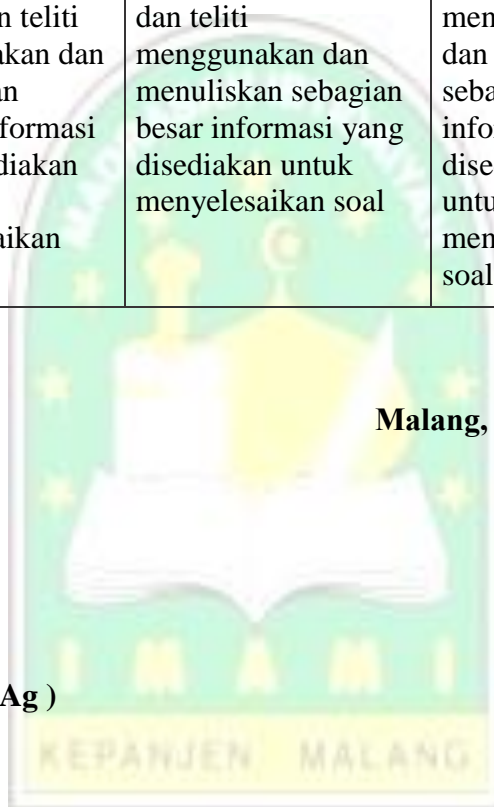 n teliti
akan dan
an
formasi
diakan
aikan
dan teliti
menggunakan dan
menuliskan sebagian
besar informasi yang
disediakan untuk
menyelesaikan soal
men
dan
seba
infor
dise
untu
men
soal
Malang,
Ag )
I M A M I
KEPANJEN MALANG